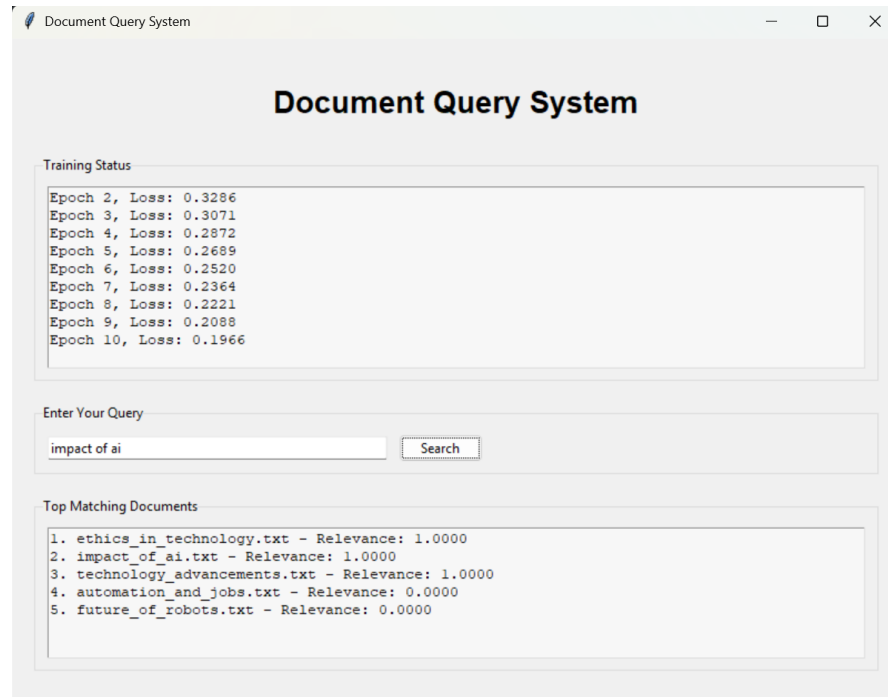 Document Query System
Document Query System
Training Status
Epoch 2, Loss: 0.3286
Epoch 3, Loss: 0.3071
Epoch 4, Loss: 0.2872
Epoch 5, Loss: 0.2689
Epoch 6, Loss: 0.2520
Epoch 7, Loss: 0.2364
Epoch 8, Loss: 0.2221
Epoch 9, Loss: 0.2088
Epoch 10, Loss: 0.1966
Enter Your Query
impact of ai Search
Top Matching Documents
1. ethics_in_technology.txt - Relevance: 1.0000
2. impact_of_ai.txt - Relevance: 1.0000
3. technology_advancements.txt - Relevance: 1.0000
4. automation_and_jobs.txt - Relevance: 0.0000
5. future_of_robots.txt - Relevance: 0.0000